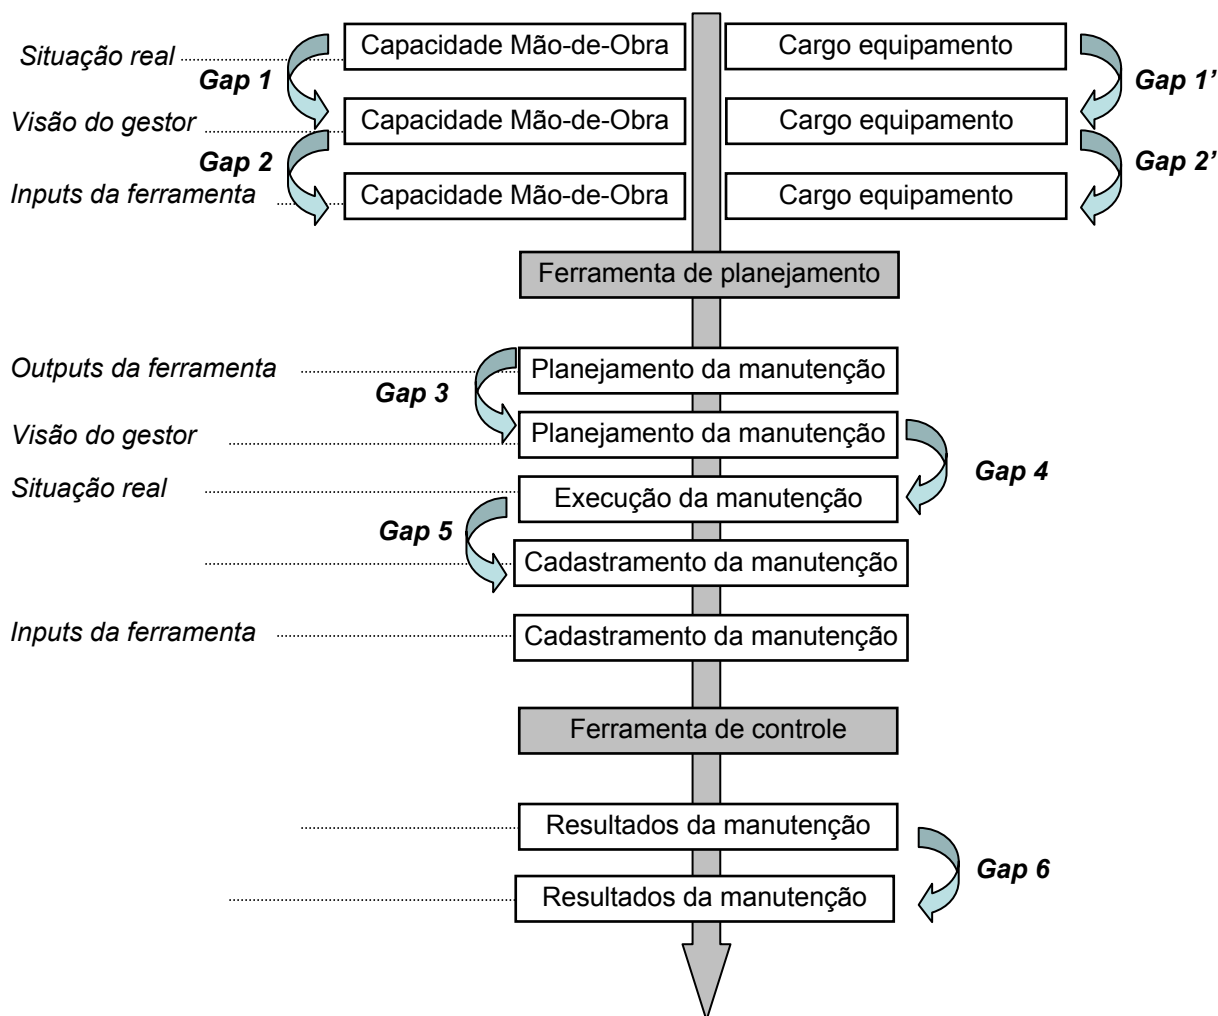 Situação real
Capacidade Mão-de-Obra
Cargo equipamento
Gap 1
Gap 1’
Visão do gestor
Capacidade Mão-de-Obra
Cargo equipamento
Gap 2
Gap 2’
Inputs da ferramenta
Capacidade Mão-de-Obra
Cargo equipamento
Ferramenta de planejamento
Outputs da ferramenta
Planejamento da manutenção
Gap 3
Visão do gestor
Planejamento da manutenção
Gap 4
Situação real
Execução da manutenção
Gap 5
Cadastramento da manutenção
Inputs da ferramenta
Cadastramento da manutenção
Ferramenta de controle
Resultados da manutenção
Gap 6
Resultados da manutenção